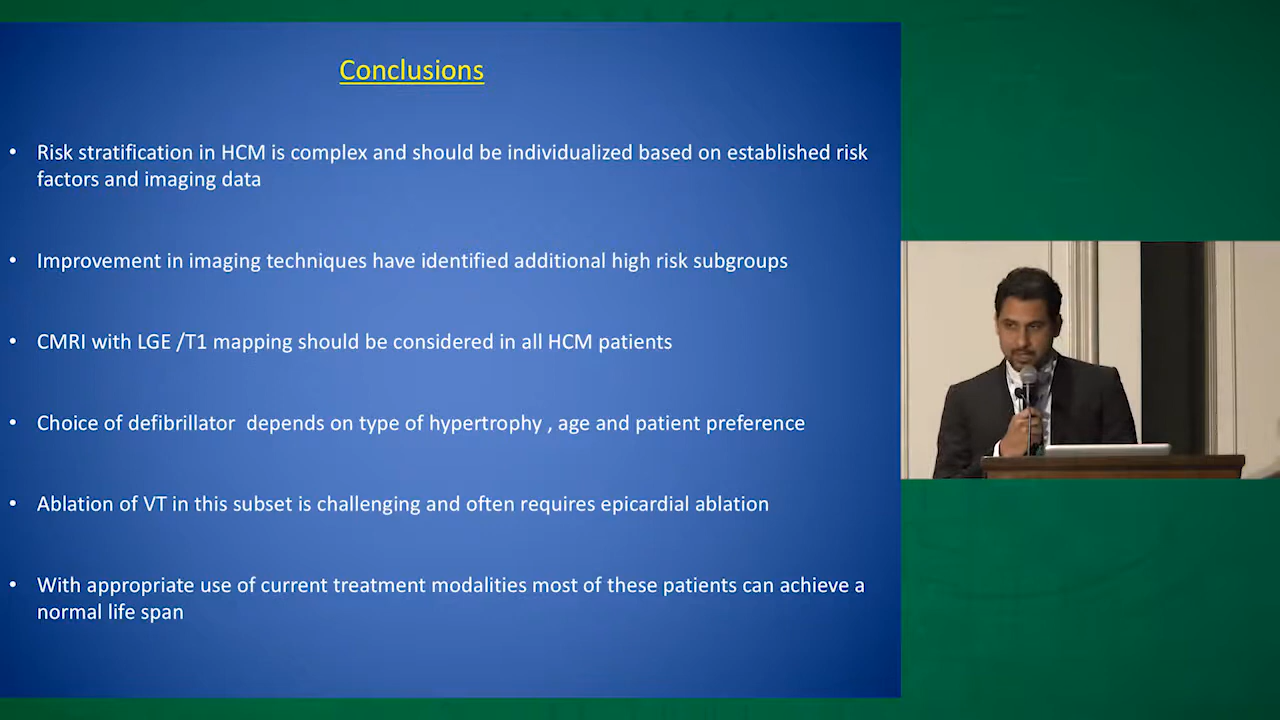 Conclusions
• Risk stratification in HCM is complex and should be individualized based on established risk
factors and imaging data
• Improvement in imaging techniques have identified additional high risk subgroups
• CMRI with LGE /T1 mapping should be considered in all HCM patients
• Choice of defibrillator  depends on type of hypertrophy , age and patient preference
• Ablation of VT in this subset is challenging and often requires epicardial ablation
• With appropriate use of current treatment modalities most of these patients can achieve a
normal life span